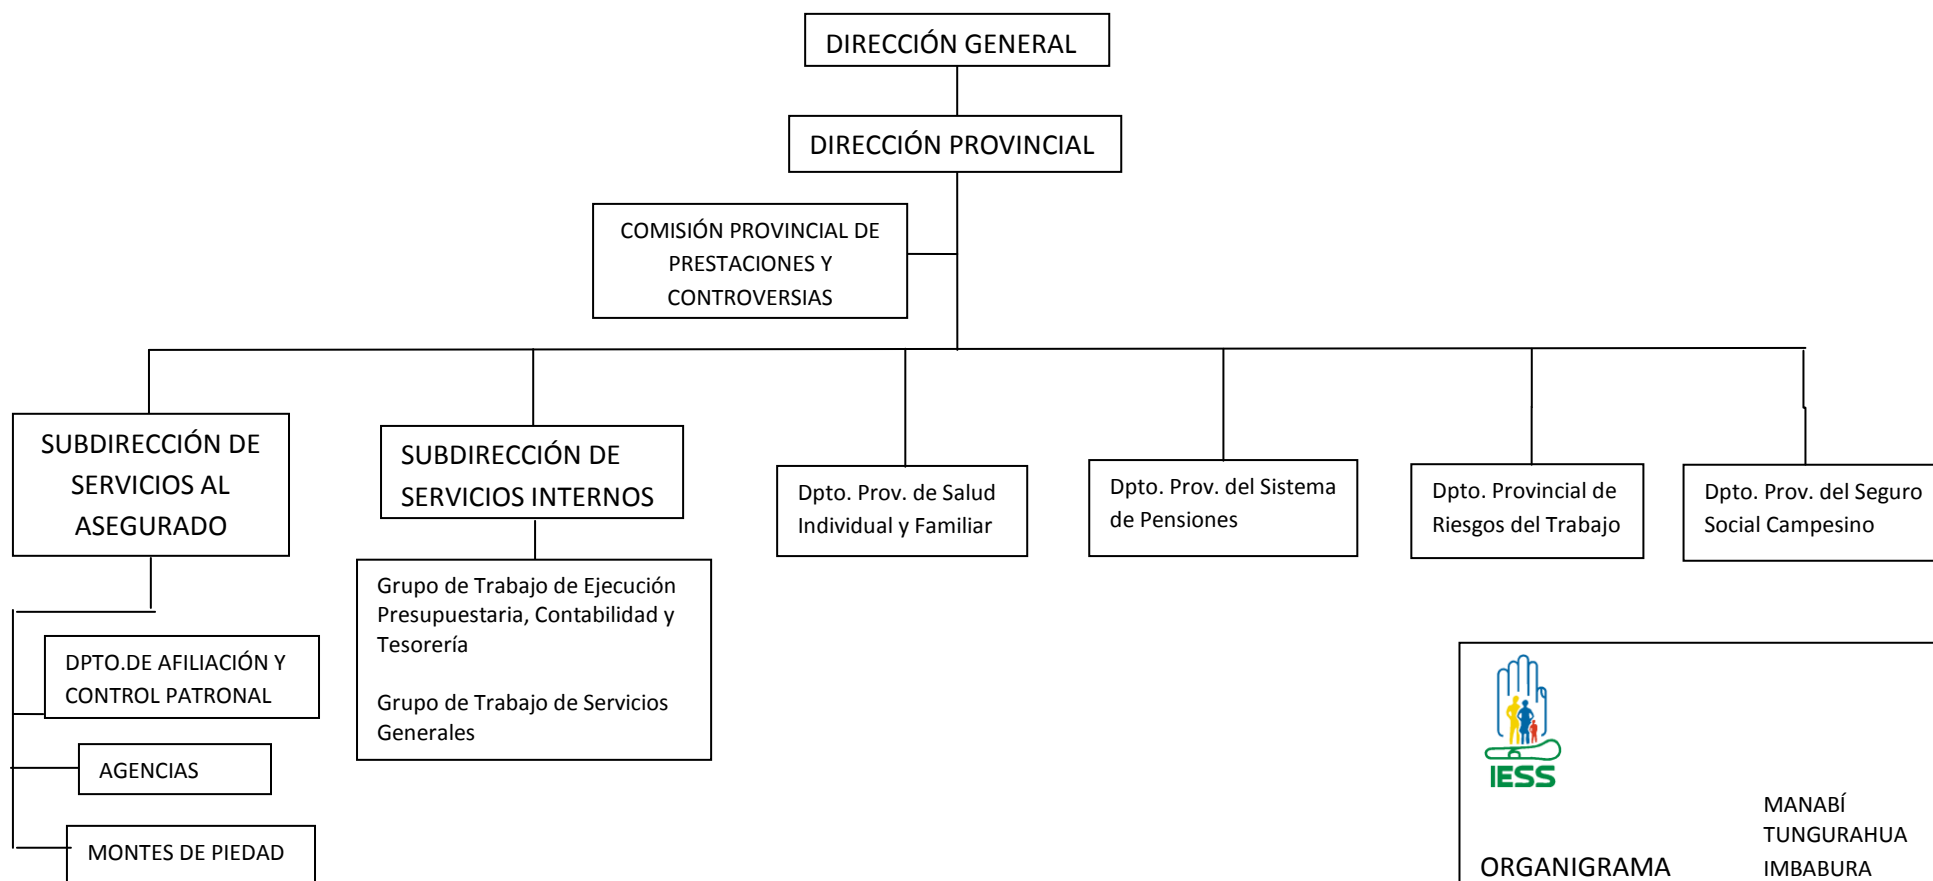 DIRECCIÓN GENERAL
DIRECCIÓN PROVINCIAL
COMISIÓN PROVINCIAL DE
PRESTACIONES Y
CONTROVERSIAS
SUBDIRECCIÓN DE
SERVICIOS AL
ASEGURADO
SUBDIRECCIÓN DE
SERVICIOS INTERNOS
Dpto. Prov. de Salud
Individual y Familiar
Dpto. Prov. del Sistema
de Pensiones
Dpto. Provincial de
Riesgos del Trabajo
Dpto. Prov. del Seguro
Social Campesino
DPTO.DE AFILIACIÓN Y
CONTROL PATRONAL
AGENCIAS
MONTES DE PIEDAD
Grupo de Trabajo de Ejecución
Presupuestaria, Contabilidad y
Tesorería
Grupo de Trabajo de Servicios
Generales
IESS
ORGANIGRAMA
MANABÍ
TUNGURAHUA
IMBABURA